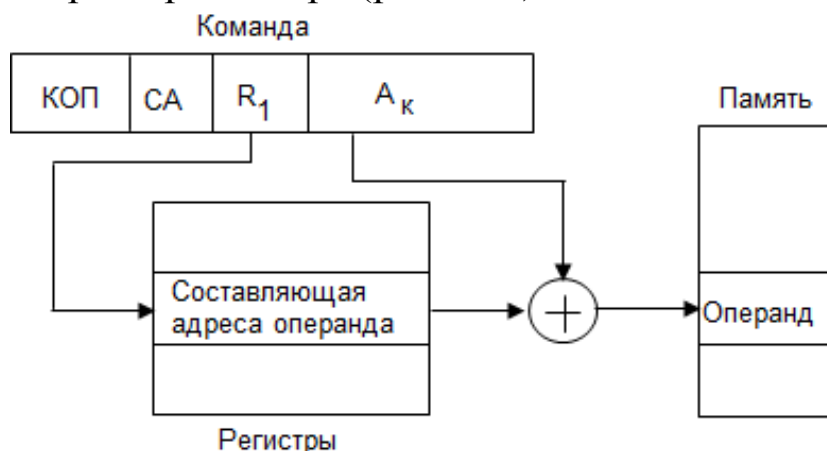 Команда
КОП СА R1 Aк
Память
Составляющая
адреса операнда
Операнд
Регистры